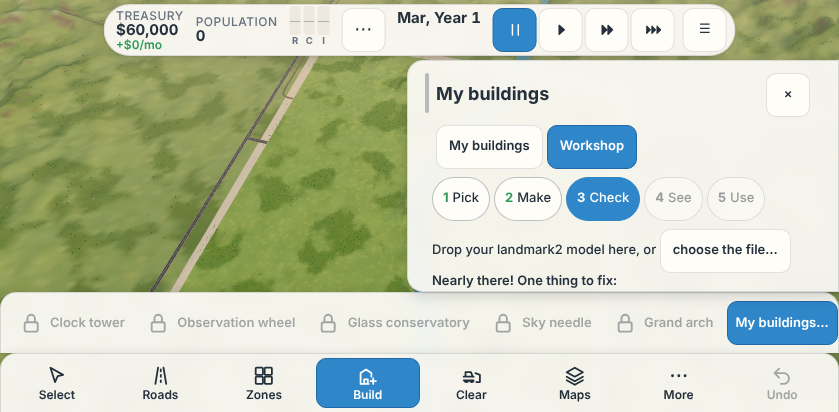 TREASURY
$60,000
+$0/mo
POPULATION
0
R C I
...
Mar, Year 1
My buildings
×
My buildings
Workshop
1 Pick
2 Make
3 Check
4 See
5 Use
Drop your landmark2 model here, or choose the file...
Nearly there! One thing to fix:
Clock tower
Observation wheel
Glass conservatory
Sky needle
Grand arch
My buildings...
Select
Roads
Zones
Build
Clear
Maps
More
Undo